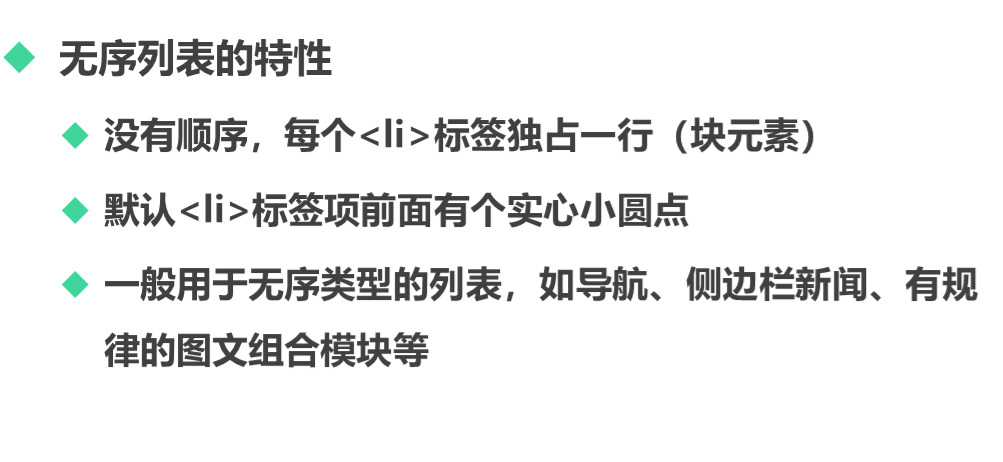 无序列表的特性
没有顺序，每个<li>标签独占一行（块元素）
默认<li>标签项前面有个实心小圆点
一般用于无序类型的列表，如导航、侧边栏新闻、有规
律的图文组合模块等